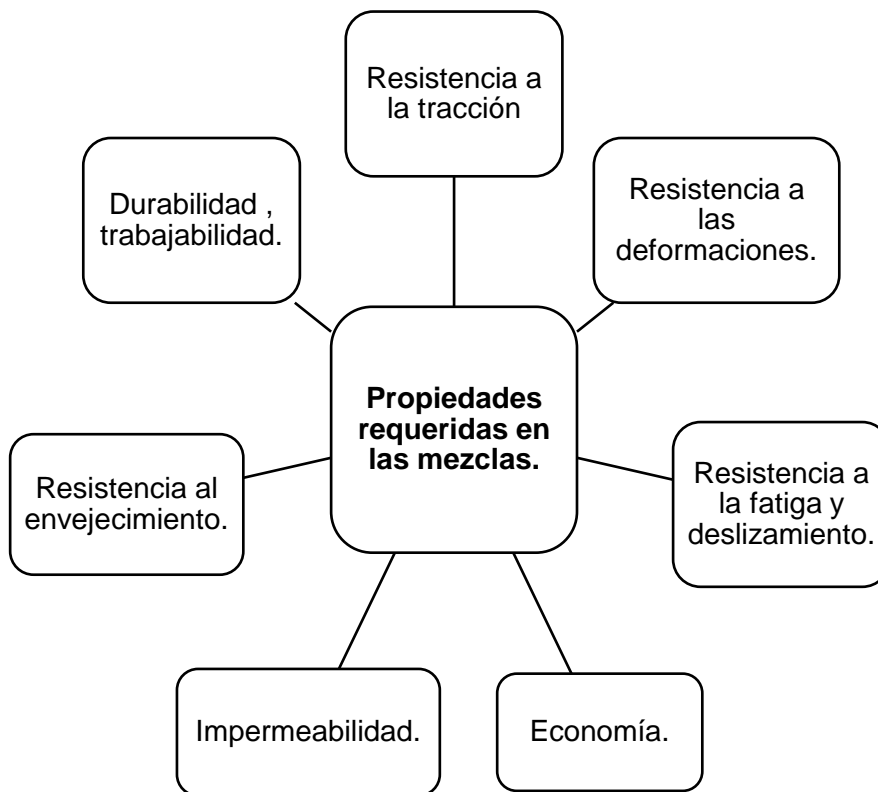 Resistencia a
la tracción
Durabilidad ,
trabajabilidad.
Resistencia a
las
deformaciones.
Propiedades
requeridas en
las mezclas.
Resistencia al
envejecimiento.
Resistencia a
la fatiga y
deslizamiento.
Impermeabilidad.
Economía.